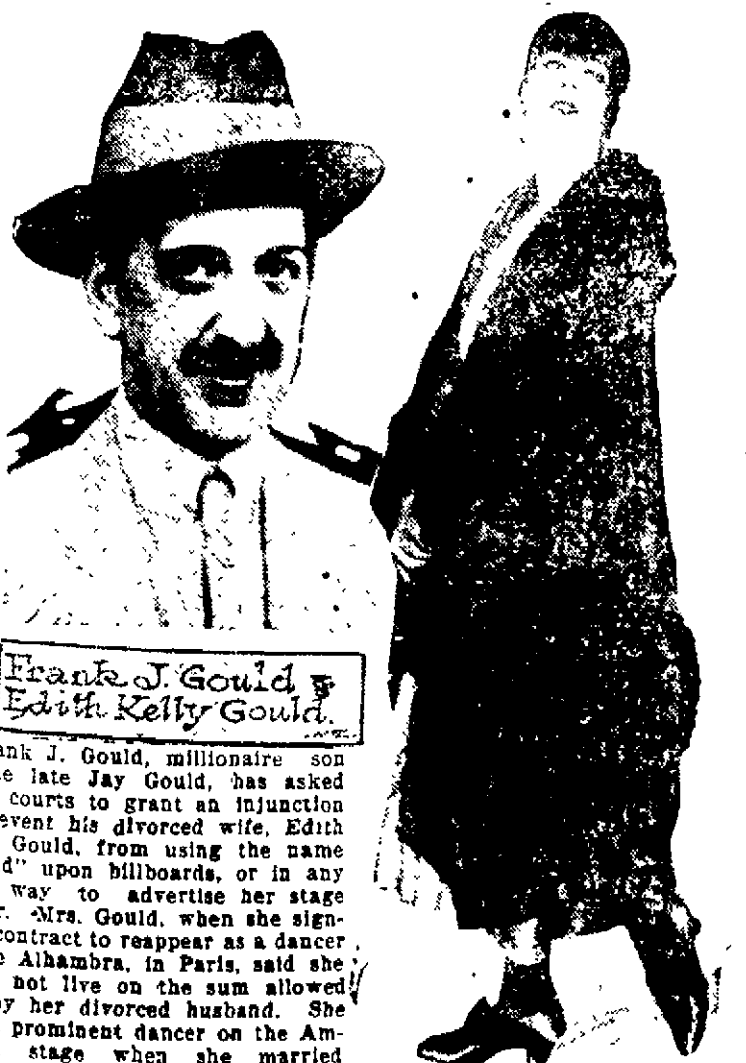 Frank J. Gould &
Edith Kelly Gould.
ank J. Gould, millionaire son
e late Jay Gould, has asked
courts to grant an injunction
event his divorced wife, Edith
Gould, from using the name
d" upon billboards, or in any
way to advertise her stage
r. Mrs. Gould, when she sign-
contract to reappear as a dancer
e Alhambra, in Paris, said she
not live on the sum allowed
by her divorced husband. She
prominent dancer on the Am-
stage when she married